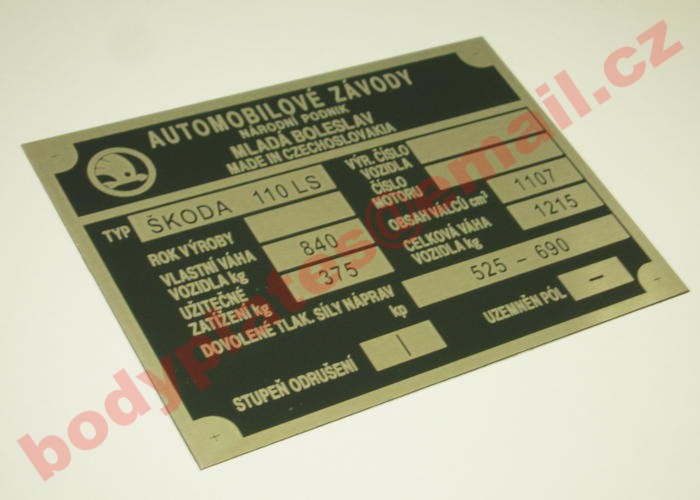 AUTOMOBILOVÉ ZÁVODY
NÁRODNÍ PODNIK
MLADÁ BOLESLAV
MADE IN CZECHOSLOVAKIA
TYP ŠKODA 110 LS
ROK VÝROBY
VLASTNÍ VÁHA
VOZIDLA kg 840
UŽITEČNÉ
ZATÍŽENÍ kg 375
VÝR. ČÍSLO
VOZIDLA
ČÍSLO
MOTORU
OBSAH VÁLCŮ cm³ 1107
CELKOVÁ VÁHA
VOZIDLA kg 1215
DOVOLENÉ TLAK. SÍLY NÁPRAV
kp 525 - 690
STUPEŇ ODRUŠENÍ I
UZEMNĚN PÓL -
bodyplates@email.cz